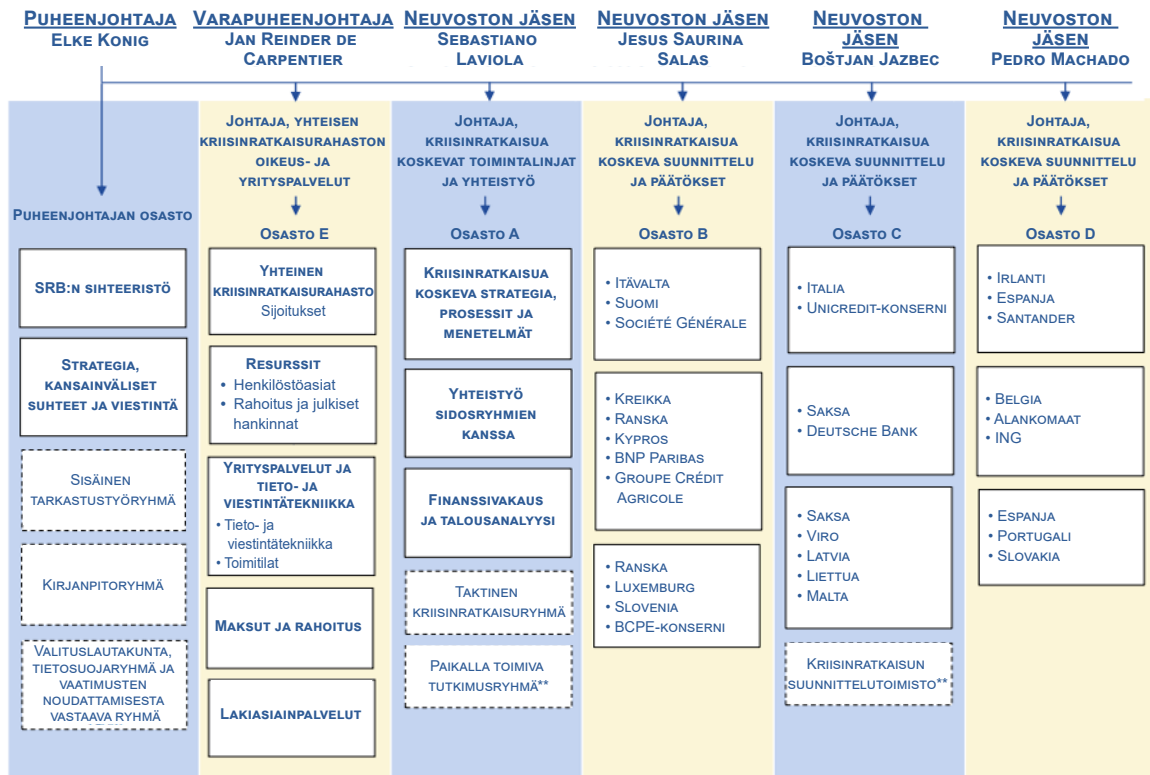 PUHEENJOHTAJA
ELKE KONIG
VARAPUHEENJOHTAJA
JAN REINDER DE
CARPENTIER
NEUVOSTON JÄSEN
SEBASTIANO
LAVIOLA
NEUVOSTON JÄSEN
JESUS SAURINA
SALAS
NEUVOSTON
JÄSEN
BOŠTJAN JAZBEC
NEUVOSTON
JÄSEN
PEDRO MACHADO
PUHEENJOHTAJAN OSASTO
SRB:N SIHTEERISTÖ
STRATEGIA,
KANSAINVÄLISET
SUHTEET JA VIESTINTÄ
SISÄINEN
TARKASTUSTYÖRYHMÄ
KIRJANPITORYHMÄ
VALITUSLAUTAKUNTA,
TIETOSUOJARYHMÄ JA
VAATIMUSTEN
NOUDATTAMISESTA
VASTAAVA RYHMÄ
JOHTAJA, YHTEISEN
KRIISINRATKAISURAHASTON
OIKEUS- JA
YRITYSPALVELUT
OSASTO E
YHTEINEN
KRIISINRATKAISURAHASTO
Sijoitukset
RESURSSIT
• Henkilöstöasiat
• Rahoitus ja julkiset
hankinnat
YRITYSPALVELUT JA
TIETO- JA
VIESTINTÄTEKNIIKKA
• Tieto- ja
viestintätekniikka
• Toimitilat
MAKSUT JA RAHOITUS
LAKIASIAINPALVELUT
JOHTAJA,
KRIISINRATKAISUA
KOSKEVAT TOIMINTALINJAT
JA YHTEISTYÖ
OSASTO A
KRIISINRATKAISUA
KOSKEVA STRATEGIA,
PROSESSIT JA
MENETELMÄT
YHTEISTYÖ
SIDOSRYHMIEN
KANSSA
FINANSSIVAKAUS
JA TALOUSANALYYSI
TAKTINEN
KRIISINRATKAISURYHMÄ
PAIKALLA TOIMIVA
TUTKIMUSRYHMÄ**
JOHTAJA,
KRIISINRATKAISUA
KOSKEVA SUUNNITTELU
JA PÄÄTÖKSET
OSASTO B
• ITÄVALTA
• SUOMI
• SOCIÉTÉ GÉNÉRALE
• KREIKKA
• RANSKA
• KYPROS
• BNP PARIBAS
• GROUPE CRÉDIT
AGRICOLE
• RANSKA
• LUXEMBURG
• SLOVENIA
• BCPE-KONSERNI
JOHTAJA,
KRIISINRATKAISUA
KOSKEVA SUUNNITTELU
JA PÄÄTÖKSET
OSASTO C
• ITALIA
• UNICREDIT-KONSERNI
• SAKSA
• DEUTSCHE BANK
• SAKSA
• VIRO
• LATVIA
• LIETTUA
• MALTA
KRIISINRATKAISUN
SUUNNITTELUTOIMISTO**
JOHTAJA,
KRIISINRATKAISUA
KOSKEVA SUUNNITTELU
JA PÄÄTÖKSET
OSASTO D
• IRLANTI
• ESPANJA
• SANTANDER
• BELGIA
• ALANKOMAAT
• ING
• ESPANJA
• PORTUGALI
• SLOVAKIA